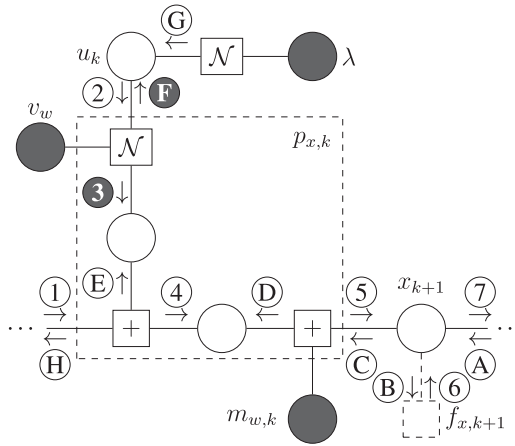 G
u_k 𝒩 λ
2 F
v_w
𝒩 p_{x,k}
3
E
1 4 D 5 x_{k+1} 7
··· + + ··
H C A
B 6
m_{w,k} f_{x,k+1}